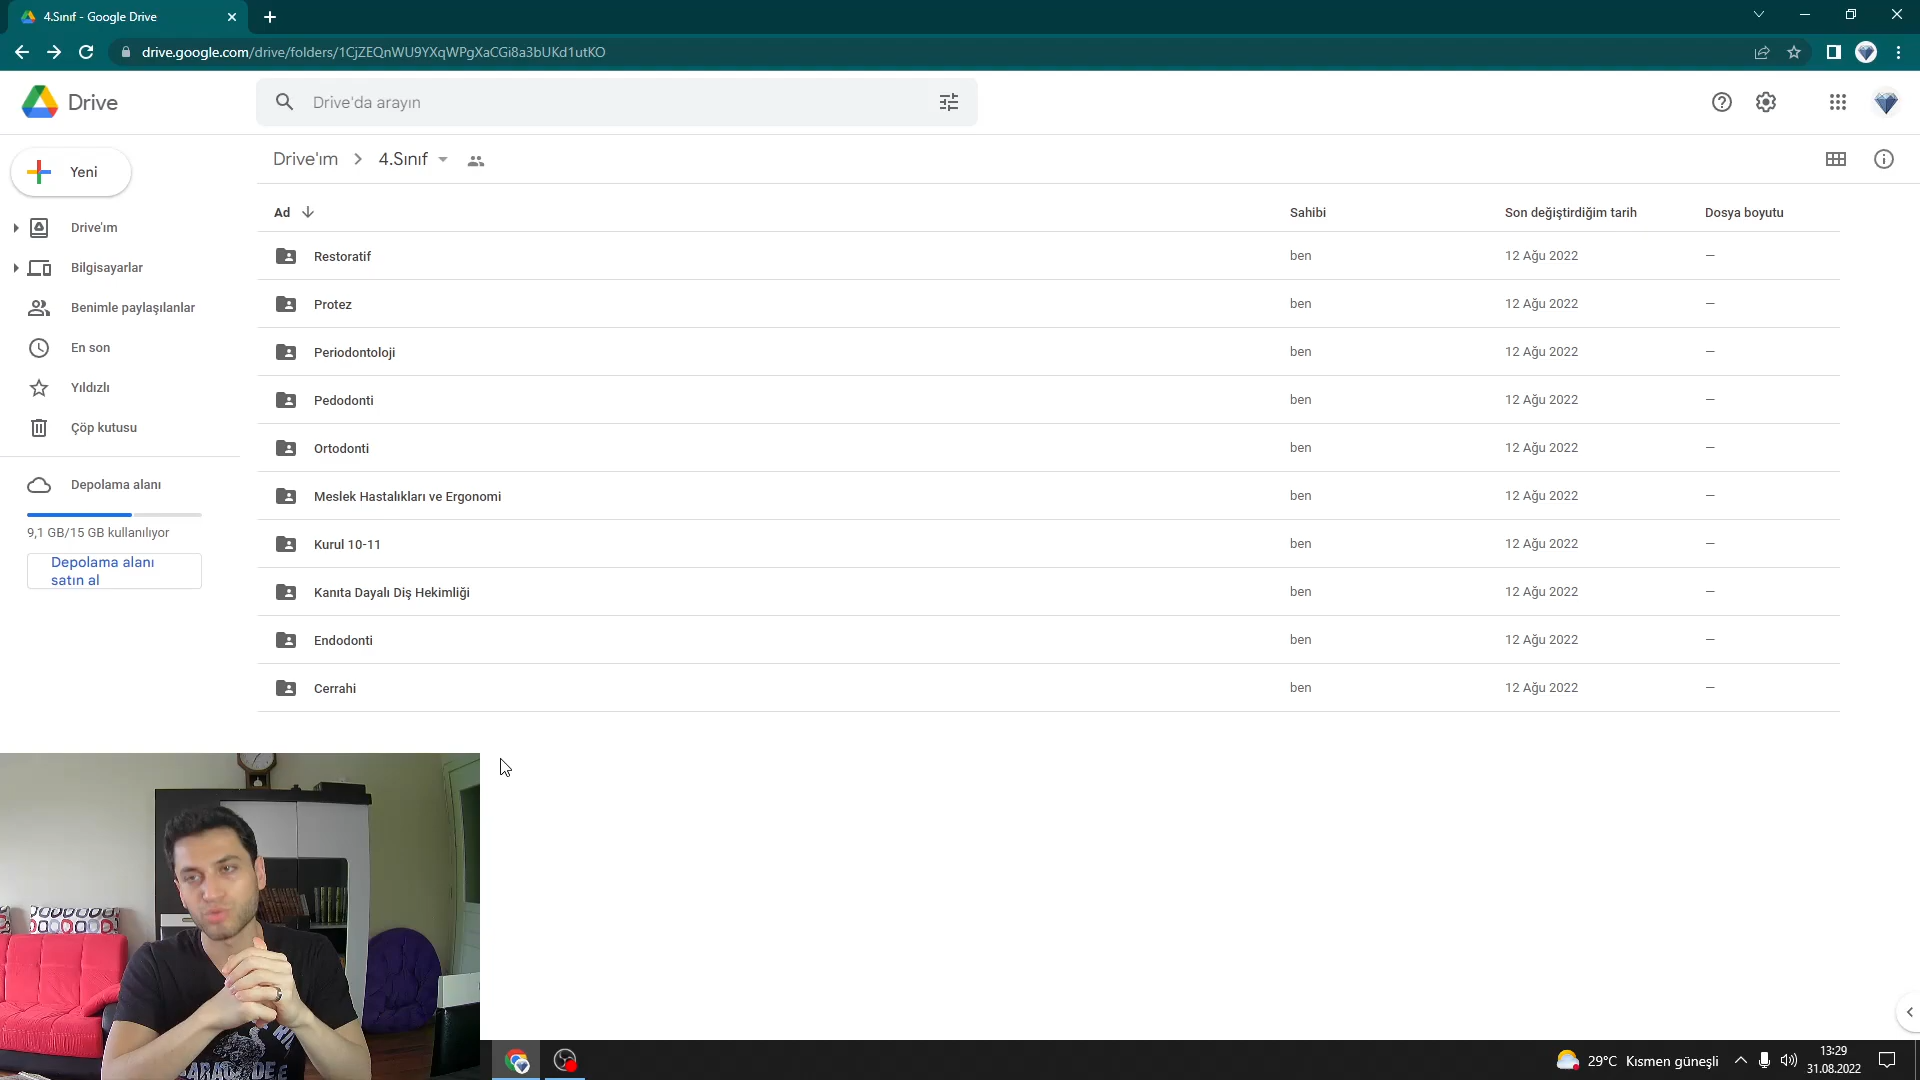 4.Sınıf - Google Drive
drive.google.com/drive/folders/1CjZEQnWU9YXqWPgXaCGi8a3bUKd1utKO
Drive
Drive'da arayın
Yeni
Drive'ım
Bilgisayarlar
Benimle paylaşılanlar
En son
Yıldızlı
Çöp kutusu
Depolama alanı
9,1 GB/15 GB kullanılıyor
Depolama alanı
satın al
Drive'ım > 4.Sınıf
Ad Sahibi Son değiştirdiğim tarih Dosya boyutu
Restoratif ben 12 Ağu 2022 —
Protez ben 12 Ağu 2022 —
Periodontoloji ben 12 Ağu 2022 —
Pedodonti ben 12 Ağu 2022 —
Ortodonti ben 12 Ağu 2022 —
Meslek Hastalıkları ve Ergonomi ben 12 Ağu 2022 —
Kurul 10-11 ben 12 Ağu 2022 —
Kanıta Dayalı Diş Hekimliği ben 12 Ağu 2022 —
Endodonti ben 12 Ağu 2022 —
Cerrahi ben 12 Ağu 2022 —
29°C Kısmen güneşli
13:29
31.08.2022